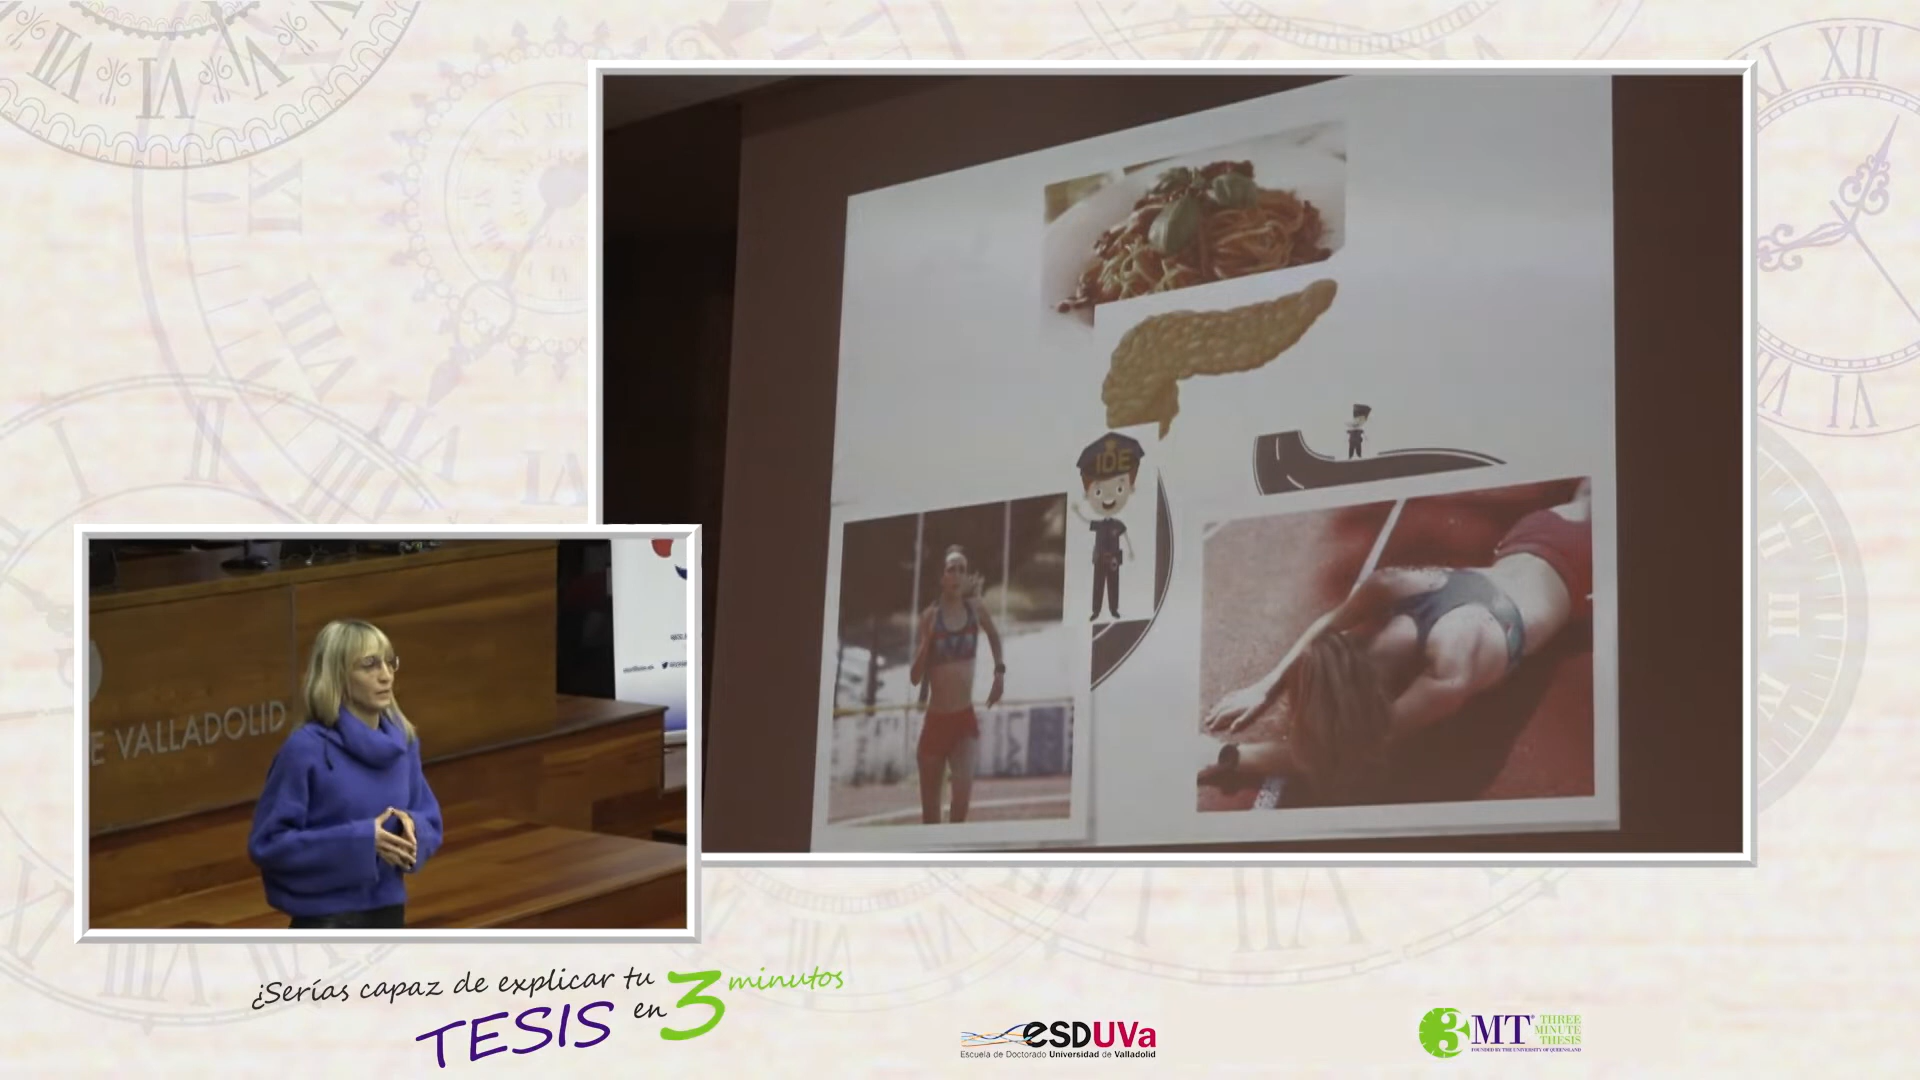 IDE
E VALLADOLID
¿Serías capaz de explicar tu
TESIS en 3 minutos
esDUVa
Escuela de Doctorado Universidad de Valladolid
3MT® THREE
MINUTE
THESIS
FOUNDED BY THE UNIVERSITY OF QUEENSLAND